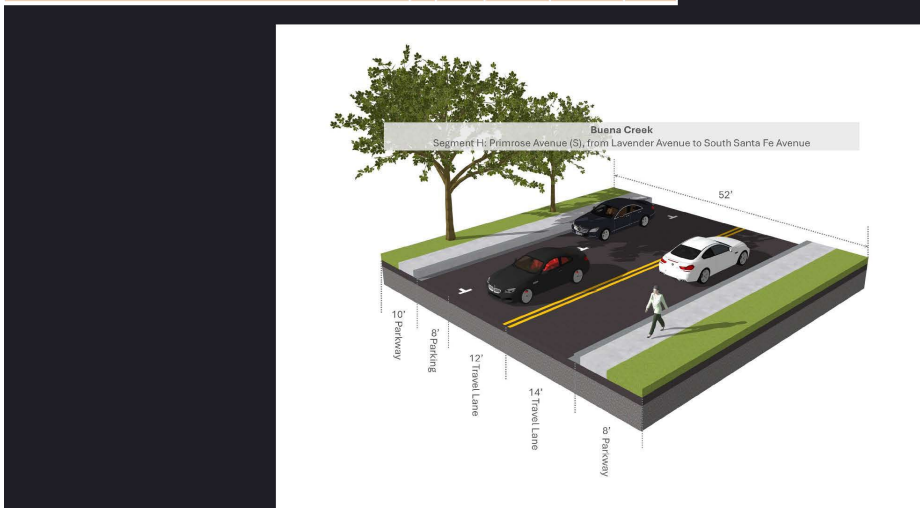 Buena Creek
Segment H: Primrose Avenue (S), from Lavender Avenue to South Santa Fe Avenue
52'
10' Parkway
8' Parking
12' Travel Lane
14' Travel Lane
8' Parkway